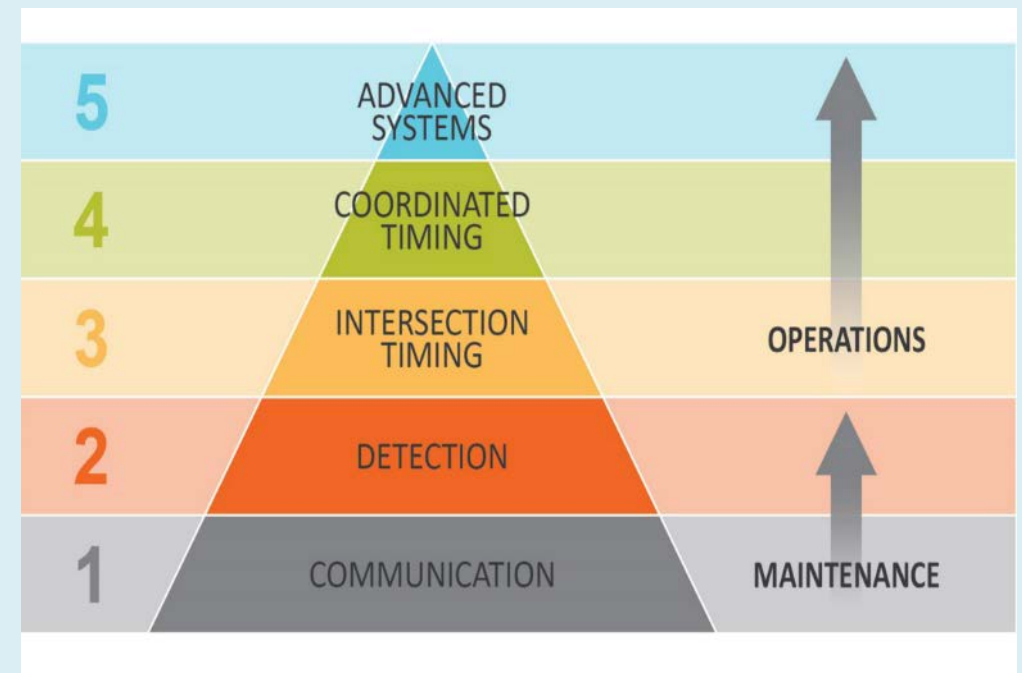 5
ADVANCED
SYSTEMS
4
COORDINATED
TIMING
3
INTERSECTION
TIMING
OPERATIONS
2
DETECTION
1
COMMUNICATION
MAINTENANCE